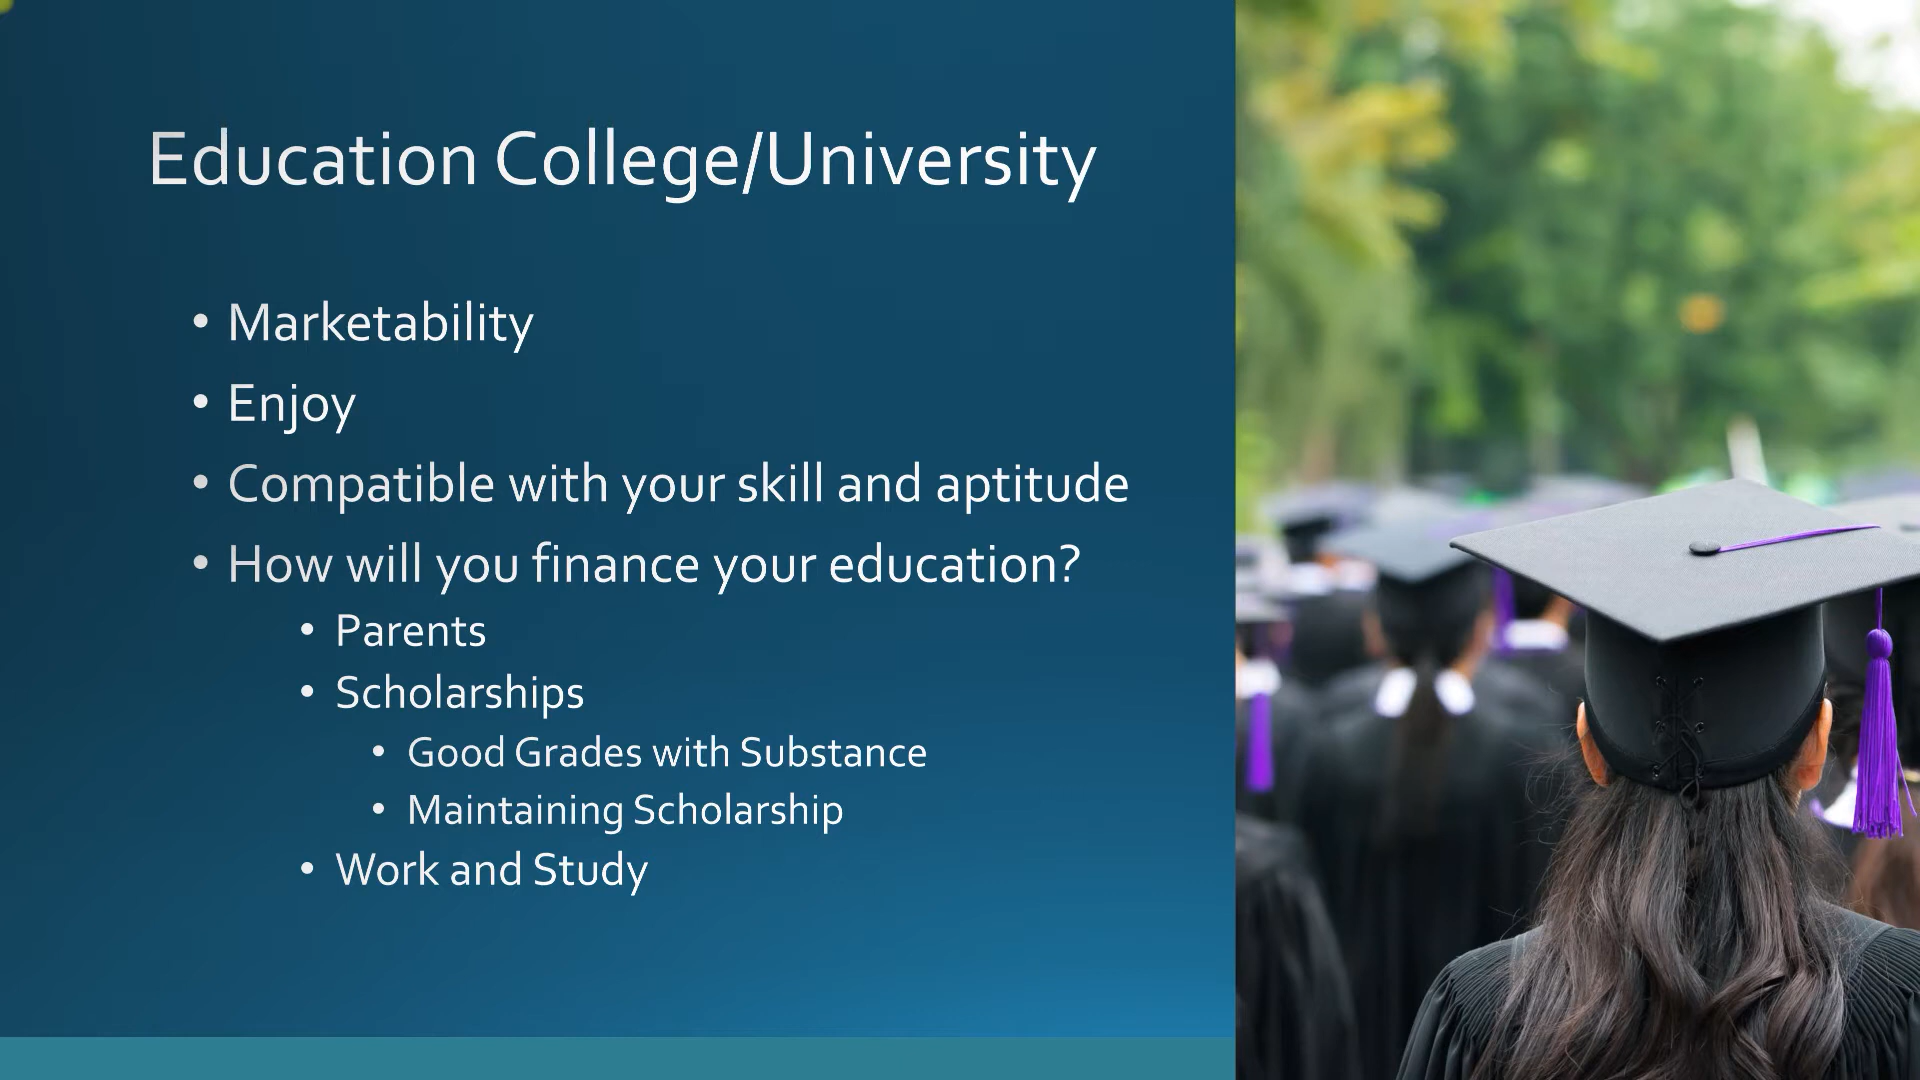 Education College/University
• Marketability
• Enjoy
• Compatible with your skill and aptitude
• How will you finance your education?
• Parents
• Scholarships
• Good Grades with Substance
• Maintaining Scholarship
• Work and Study